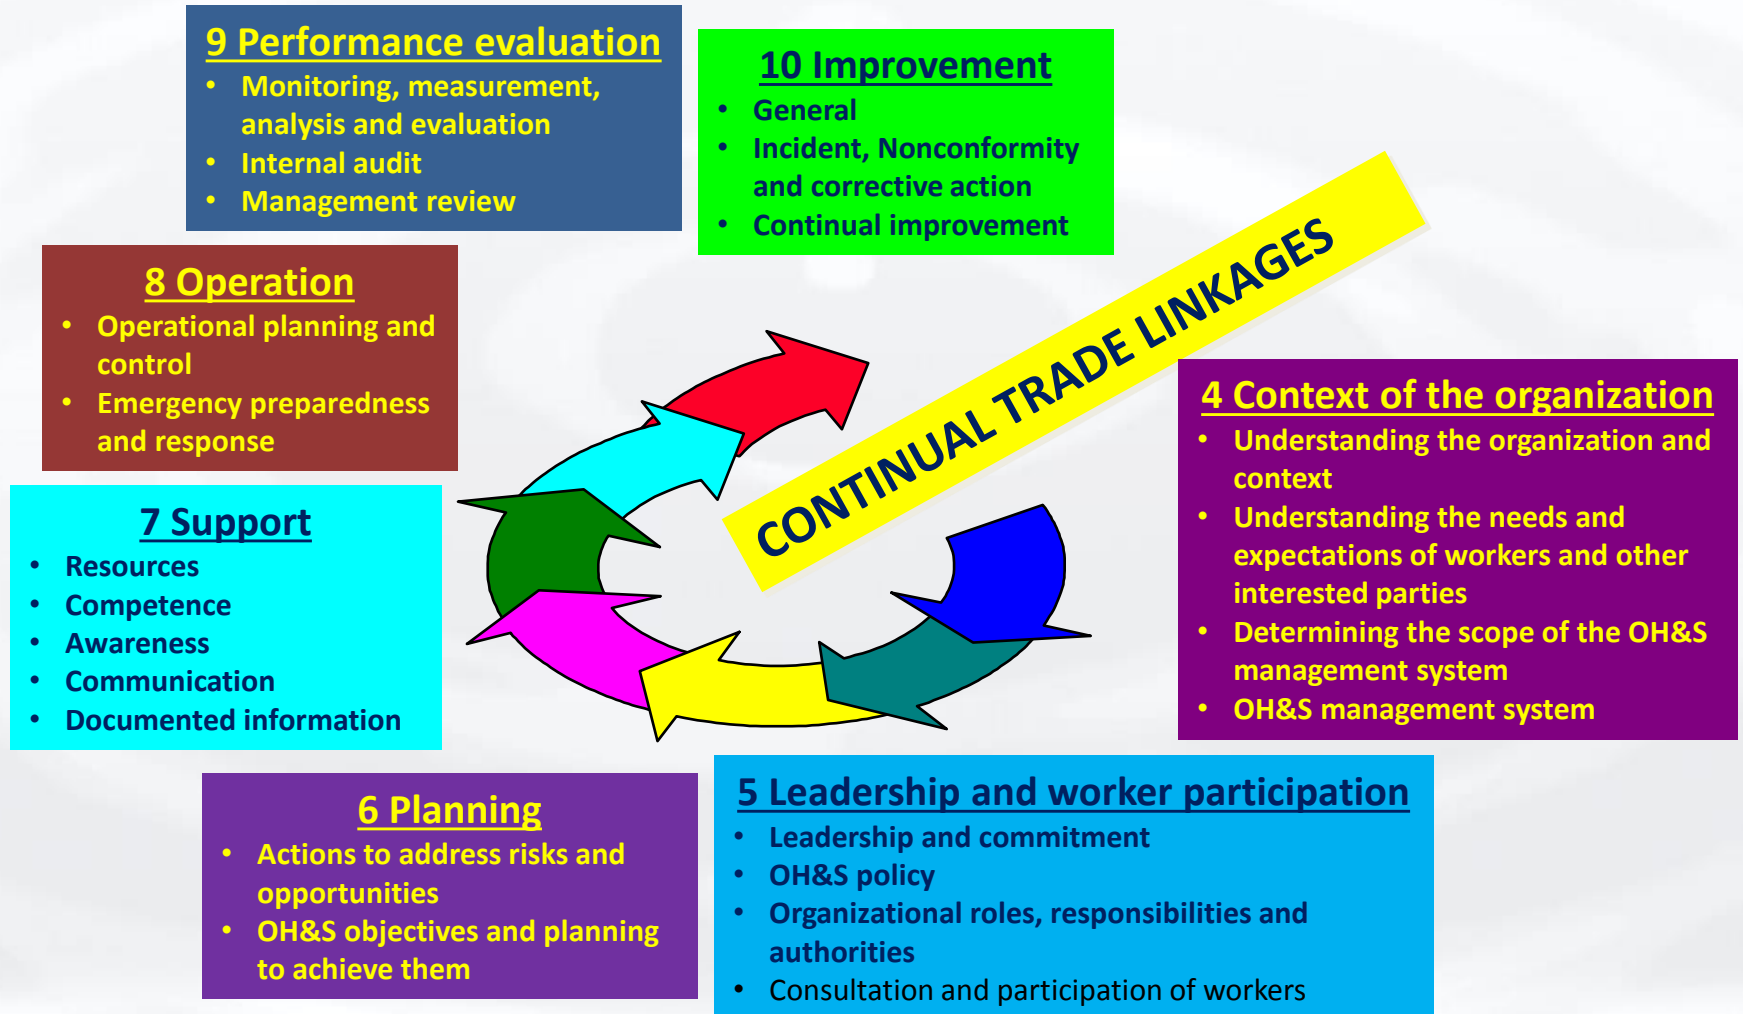 9 Performance evaluation
• Monitoring, measurement,
analysis and evaluation
• Internal audit
• Management review
10 Improvement
• General
• Incident, Nonconformity
and corrective action
• Continual improvement
8 Operation
• Operational planning and
control
• Emergency preparedness
and response
CONTINUAL TRADE LINKAGES
4 Context of the organization
• Understanding the organization and
context
• Understanding the needs and
expectations of workers and other
interested parties
• Determining the scope of the OH&S
management system
• OH&S management system
7 Support
• Resources
• Competence
• Awareness
• Communication
• Documented information
6 Planning
• Actions to address risks and
opportunities
• OH&S objectives and planning
to achieve them
5 Leadership and worker participation
• Leadership and commitment
• OH&S policy
• Organizational roles, responsibilities and
authorities
• Consultation and participation of workers